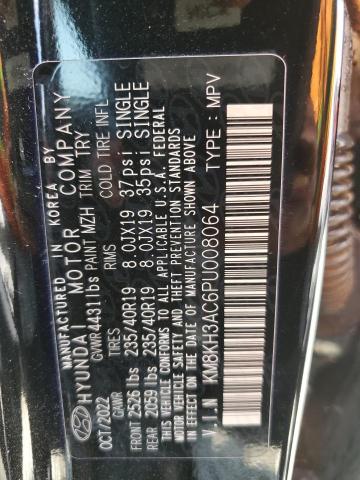 MANUFACTURED IN KOREA BY
HYUNDAI MOTOR COMPANY
OCT/2022 GVWR 4431 lbs PAINT MZH TRIM TRY
GAWR RIMS COLD TIRE INFL
FRONT 2526 lbs 235/40R19 8.0JX19 37psi SINGLE
REAR 2059 lbs 235/40R19 8.0JX19 35psi SINGLE
THIS VEHICLE CONFORMS TO ALL APPLICABLE U.S.A. FEDERAL
MOTOR VEHICLE SAFETY AND THEFT PREVENTION STANDARDS
IN EFFECT ON THE DATE OF MANUFACTURE SHOWN ABOVE.
V.I.N KM8KH3AC6PU008064 TYPE : MPV